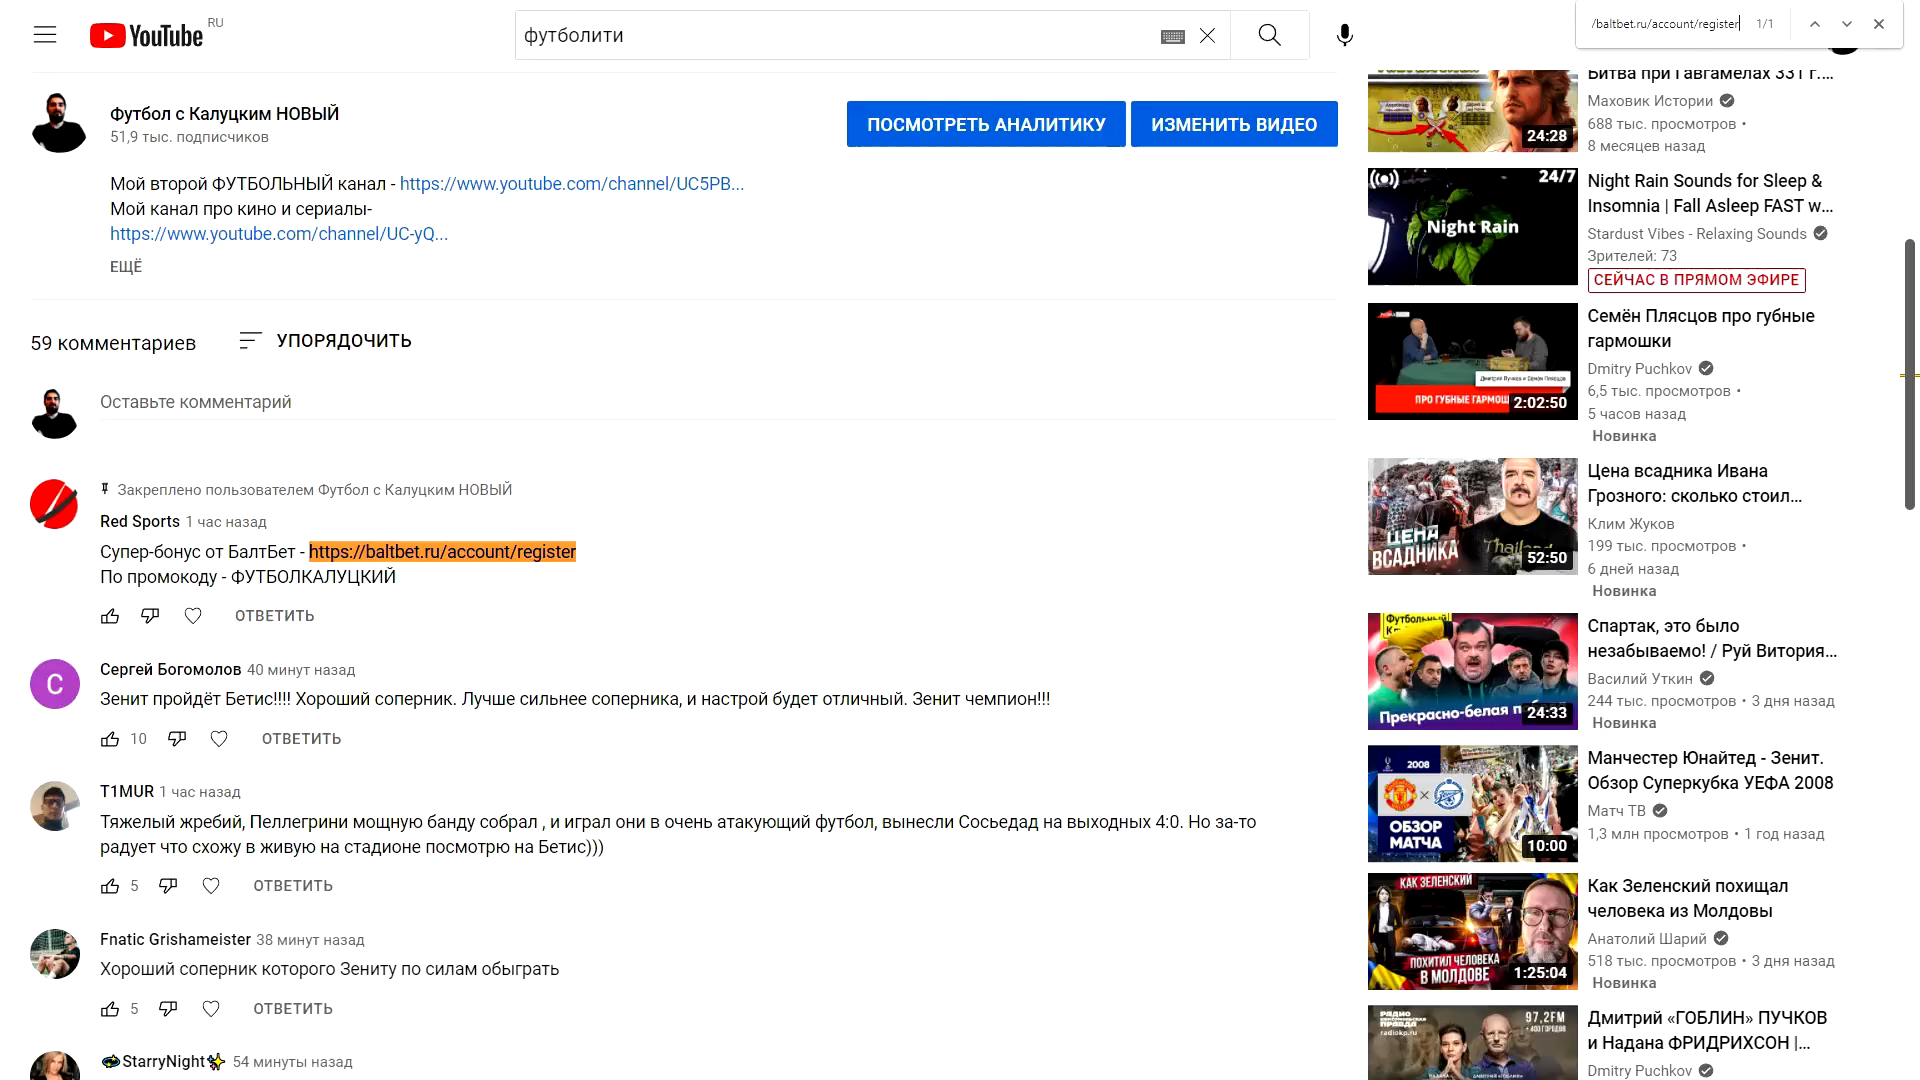 YouTube RU
футболити
/baltbet.ru/account/register 1/1
Футбол с Калуцким НОВЫЙ
51,9 тыс. подписчиков
ПОСМОТРЕТЬ АНАЛИТИКУ
ИЗМЕНИТЬ ВИДЕО
Мой второй ФУТБОЛЬНЫЙ канал - https://www.youtube.com/channel/UC5PB...
Мой канал про кино и сериалы-
https://www.youtube.com/channel/UC-yQ...
ЕЩЁ
59 комментариев
УПОРЯДОЧИТЬ
Оставьте комментарий
Закреплено пользователем Футбол с Калуцким НОВЫЙ
Red Sports 1 час назад
Супер-бонус от БалтБет - https://baltbet.ru/account/register
По промокоду - ФУТБОЛКАЛУЦКИЙ
ОТВЕТИТЬ
С
Сергей Богомолов 40 минут назад
Зенит пройдёт Бетис!!!! Хороший соперник. Лучше сильнее соперника, и настрой будет отличный. Зенит чемпион!!!
10 ОТВЕТИТЬ
T1MUR 1 час назад
Тяжелый жребий, Пеллегрини мощную банду собрал , и играл они в очень атакующий футбол, вынесли Сосьедад на выходных 4:0. Но за-то
радует что схожу в живую на стадионе посмотрю на Бетис)))
5 ОТВЕТИТЬ
Fnatic Grishameister 38 минут назад
Хороший соперник которого Зениту по силам обыграть
5 ОТВЕТИТЬ
StarryNight 54 минуты назад
Битва при Гавгамелах 331 г....
Маховик Истории
688 тыс. просмотров •
8 месяцев назад
24:28
24/7
Night Rain
Night Rain Sounds for Sleep &
Insomnia | Fall Asleep FAST w...
Stardust Vibes - Relaxing Sounds
Зрителей: 73
СЕЙЧАС В ПРЯМОМ ЭФИРЕ
Дмитрий Пучков и Семён Плясцов
ПРО ГУБНЫЕ ГАРМОШ
2:02:50
Семён Плясцов про губные
гармошки
Dmitry Puchkov
6,5 тыс. просмотров •
5 часов назад
Новинка
ЦЕНА
ВСАДНИКА
Thailand
52:50
Цена всадника Ивана
Грозного: сколько стоил...
Клим Жуков
199 тыс. просмотров •
6 дней назад
Новинка
Футбольный
Прекрасно-белая
24:33
Спартак, это было
незабываемо! / Руй Витория...
Василий Уткин
244 тыс. просмотров • 3 дня назад
Новинка
2008
ОБЗОР
МАТЧА
10:00
Манчестер Юнайтед - Зенит.
Обзор Суперкубка УЕФА 2008
Матч ТВ
1,3 млн просмотров • 1 год назад
КАК ЗЕЛЕНСКИЙ
ПОХИТИЛ ЧЕЛОВЕКА
В МОЛДОВЕ
1:25:04
Как Зеленский похищал
человека из Молдовы
Анатолий Шарий
518 тыс. просмотров • 3 дня назад
Новинка
РАДИО
КОМСОМОЛЬСКАЯ
ПРАВДА
radiokp.ru
97,2FM
+ 400 ГОРОДОВ
Дмитрий «ГОБЛИН» ПУЧКОВ
и Надана ФРИДРИХСОН |...
Dmitry Puchkov